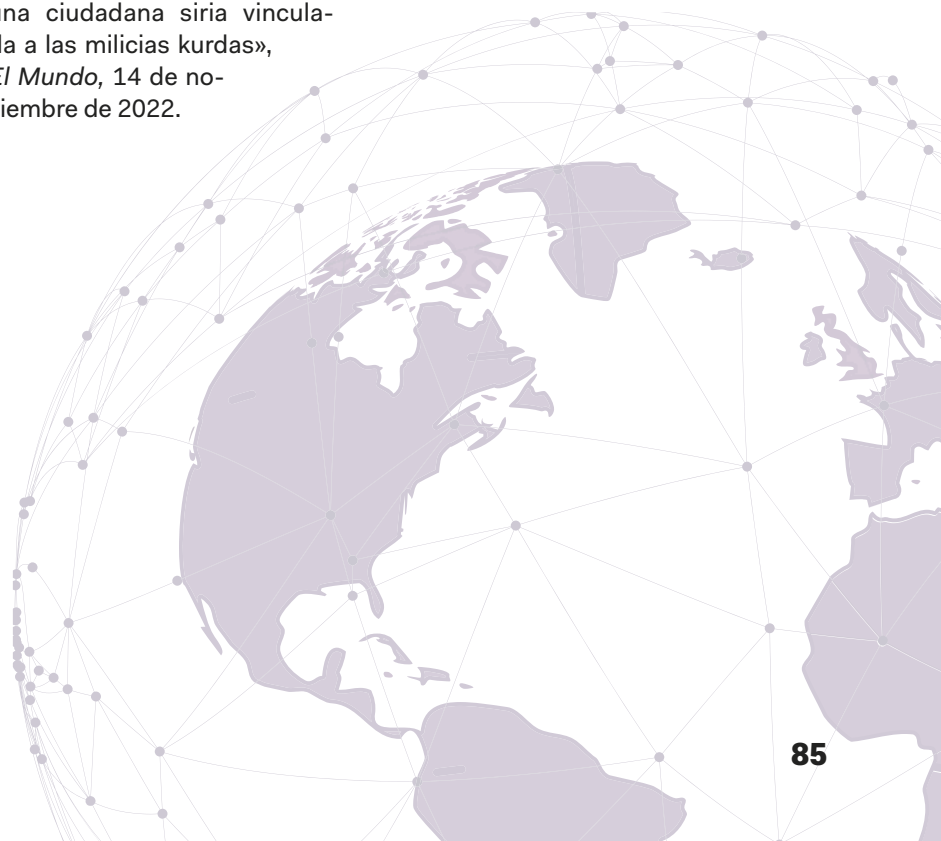 una ciudadana siria vincula-
da a las milicias kurdas»,
El Mundo, 14 de no-
viembre de 2022.
85